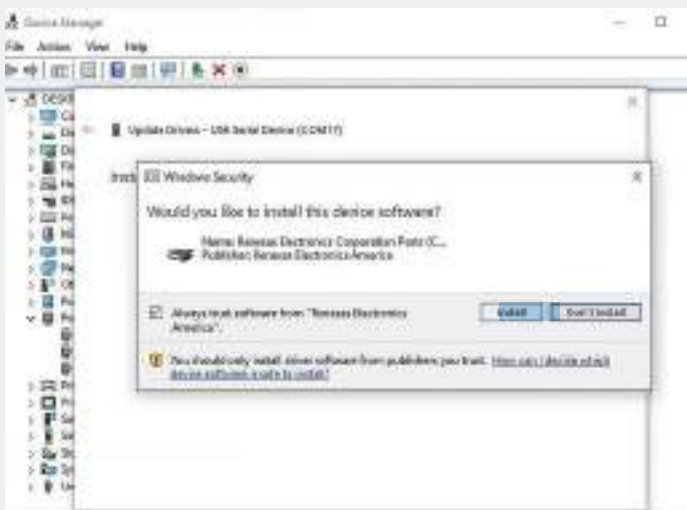 Device Manager
File Action View Help
Update Drivers - USB Serial Device (COM17)
Windows Security
Would you like to install this device software?
Name: Renesas Electronics Corporation Ports (C...
Publisher: Renesas Electronics America
Always trust software from "Renesas Electronics
America".
Install
Don't Install
You should only install driver software from publishers you trust. How can I decide which
device software is safe to install?